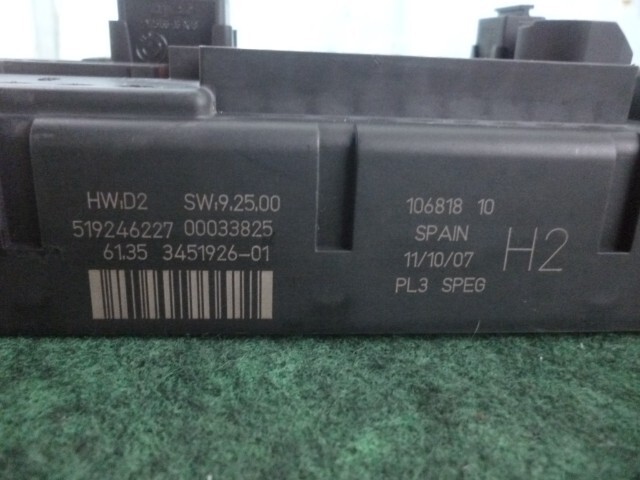 HW:D2 SW:9.25.00
519246227 00033825
61.35 3451926-01
106818 10
SPAIN
11/10/07
PL3 SPEG
H2